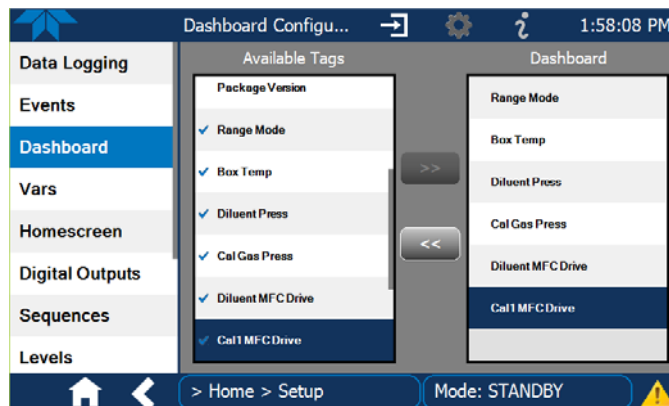 Dashboard Configu... 1:58:08 PM
Data Logging
Events
Dashboard
Vars
Homescreen
Digital Outputs
Sequences
Levels
Available Tags
Package Version
Range Mode
Box Temp
Diluent Press
Cal Gas Press
Diluent MFC Drive
Cal1 MFC Drive
>>
<<
Dashboard
Range Mode
Box Temp
Diluent Press
Cal Gas Press
Diluent MFC Drive
Cal1 MFC Drive
> Home > Setup
Mode: STANDBY